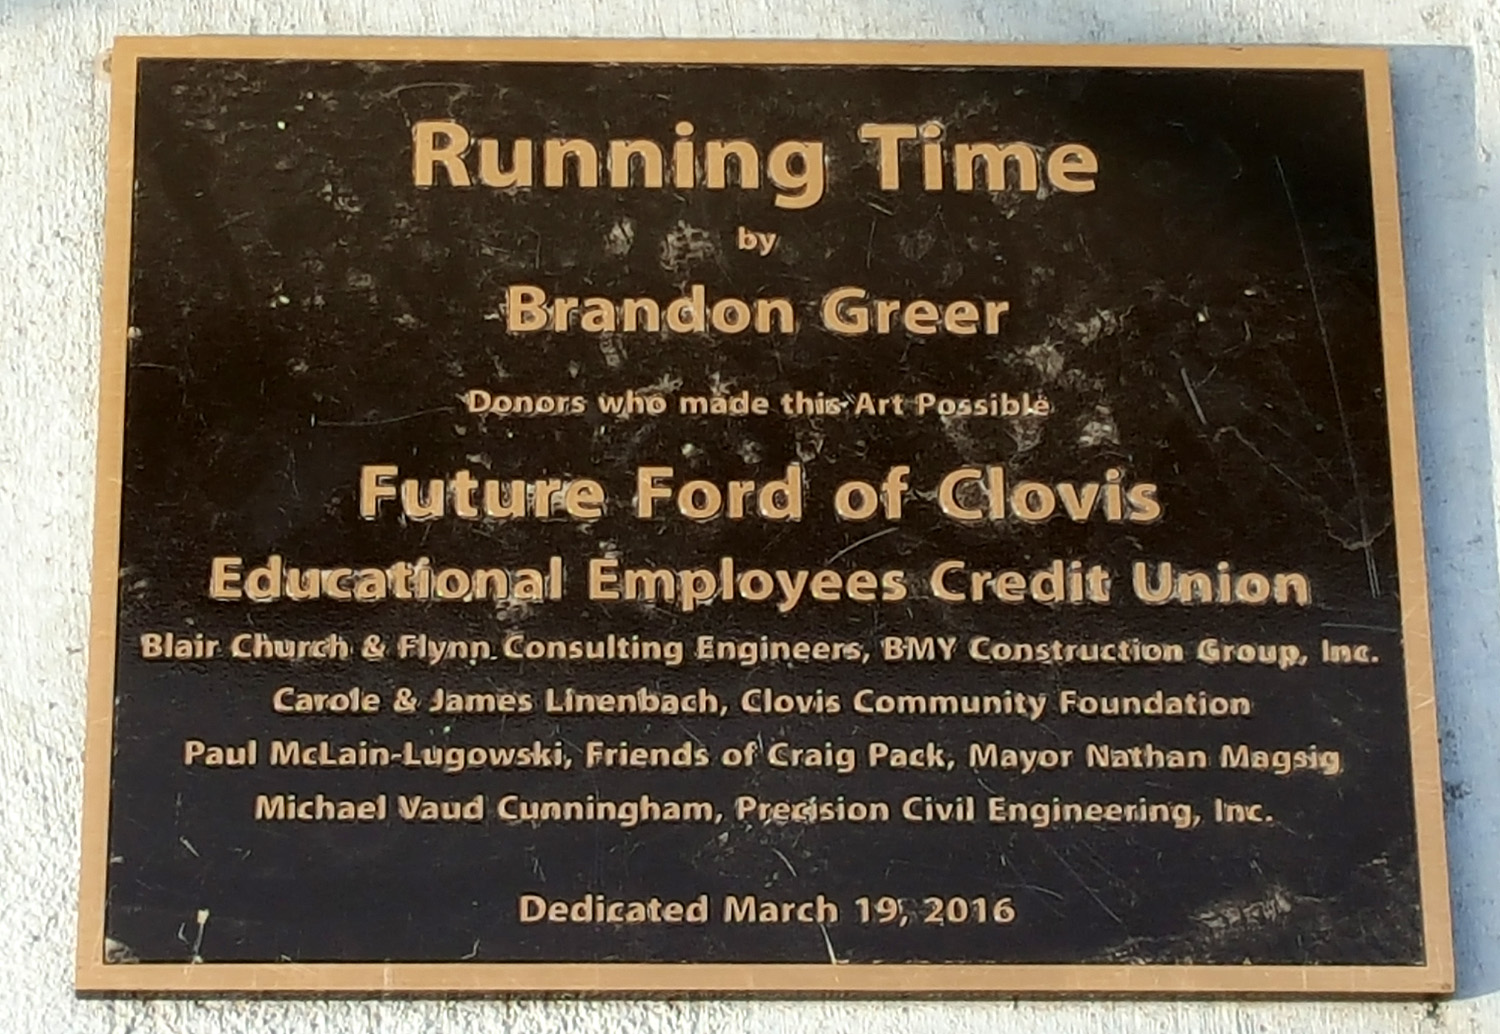 Running Time
by
Brandon Greer
Donors who made this Art Possible
Future Ford of Clovis
Educational Employees Credit Union
Blair Church & Flynn Consulting Engineers, BMY Construction Group, Inc.
Carole & James Linenbach, Clovis Community Foundation
Paul McLain-Lugowski, Friends of Craig Pack, Mayor Nathan Magsig
Michael Vaud Cunningham, Precision Civil Engineering, Inc.
Dedicated March 19, 2016